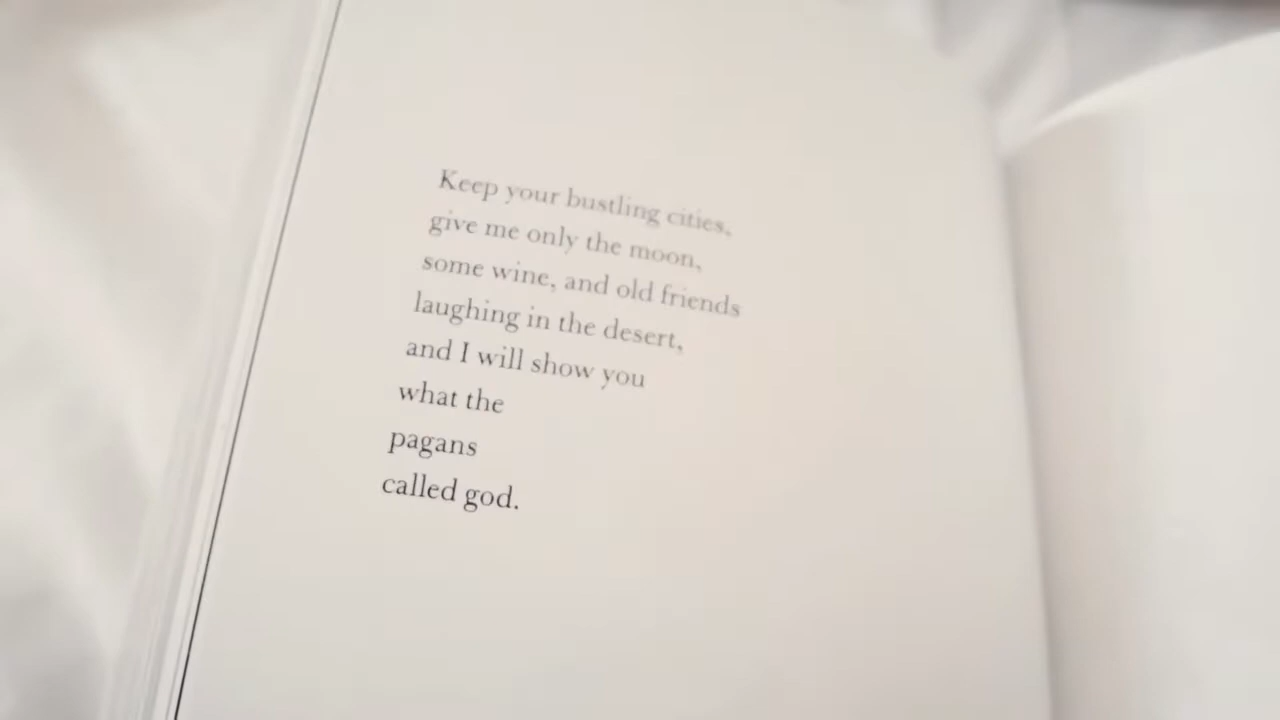 Keep your bustling cities,
give me only the moon,
some wine, and old friends
laughing in the desert,
and I will show you
what the
pagans
called god.